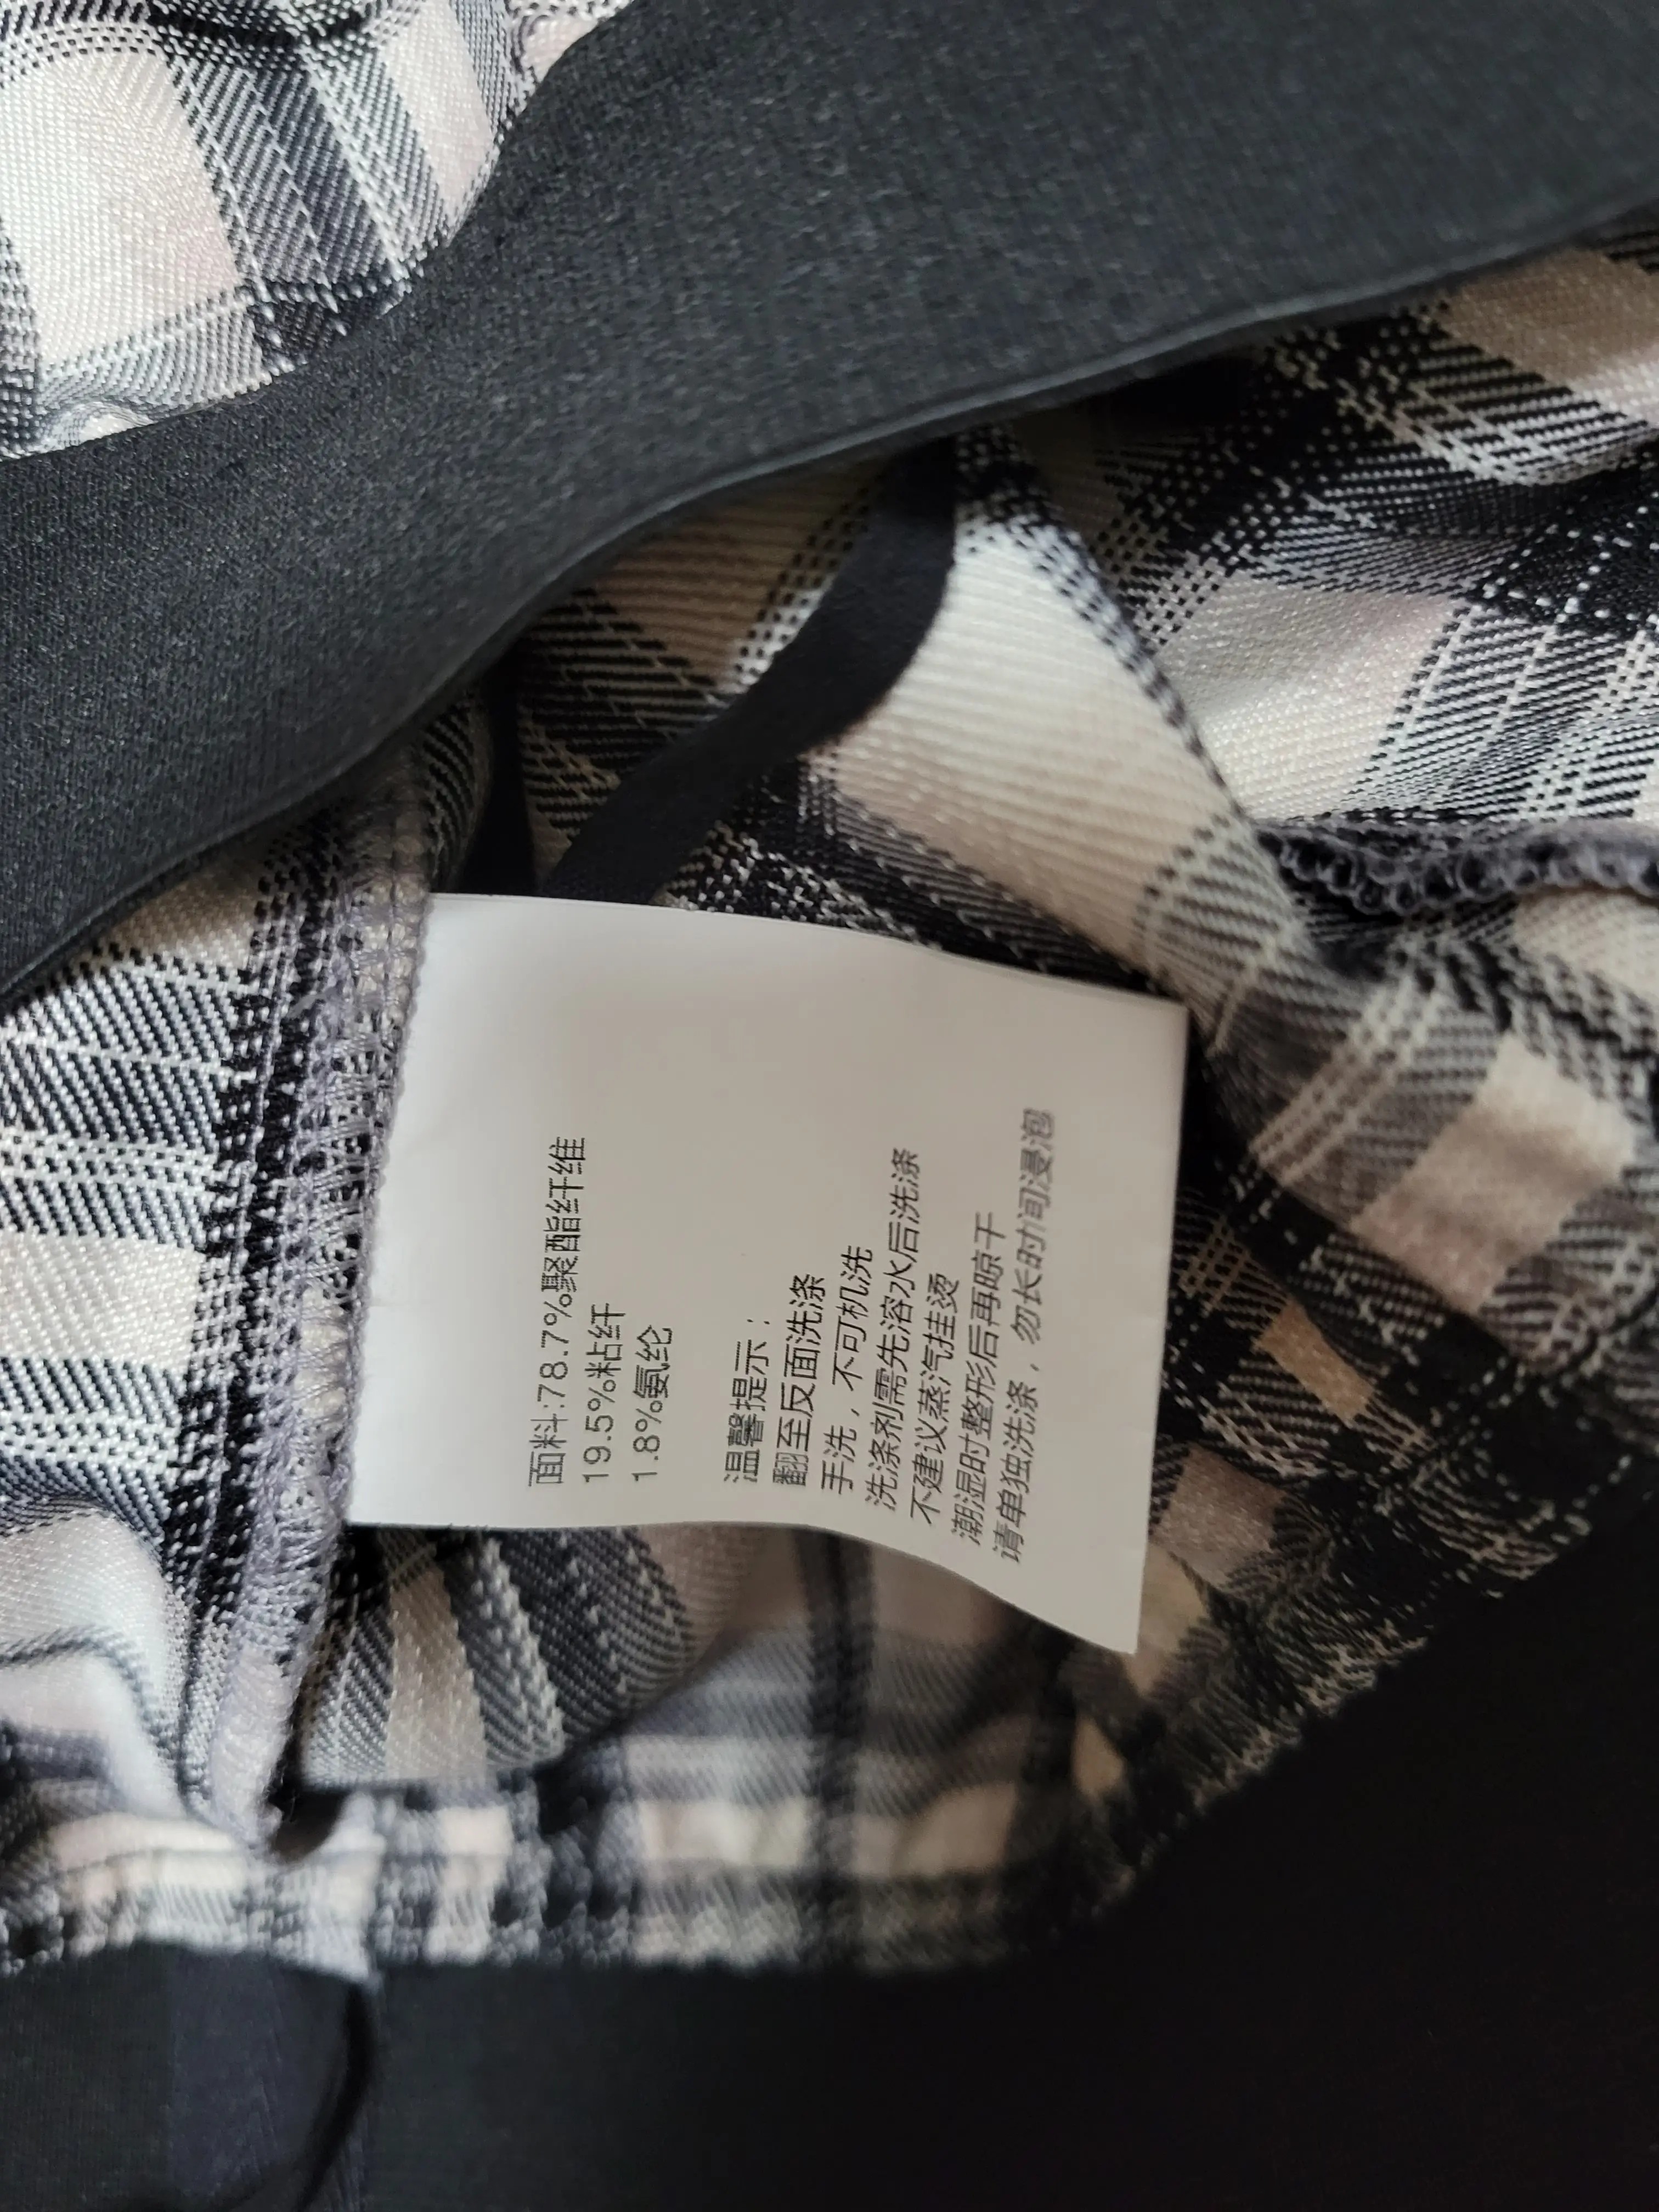 面料:78.7%聚酯纤维
19.5%粘纤
1.8%氨纶
温馨提示：
翻至反面洗涤
手洗，不可机洗
洗涤剂需先溶水后洗涤
不建议蒸汽挂烫
潮湿时整形后再晾干
请单独洗涤，勿长时间浸泡